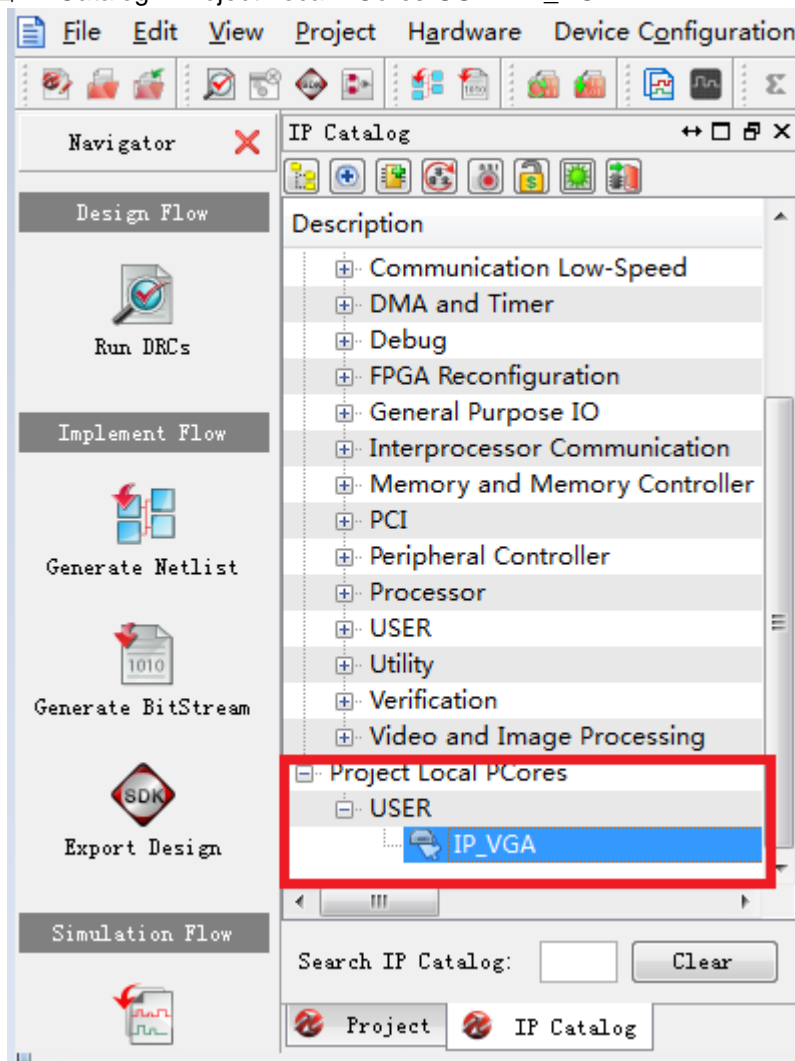 File Edit View Project Hardware Device Configuration
Navigator
IP Catalog
Design Flow
Description
Communication Low-Speed
DMA and Timer
Run DRCs
Debug
FPGA Reconfiguration
General Purpose IO
Implement Flow
Interprocessor Communication
Memory and Memory Controller
PCI
Generate Netlist
Peripheral Controller
Processor
USER
1010
Utility
Generate BitStream
Verification
Video and Image Processing
Project Local PCores
SDK
USER
Export Design
IP_VGA
Simulation Flow
Search IP Catalog:
Clear
Project
IP Catalog